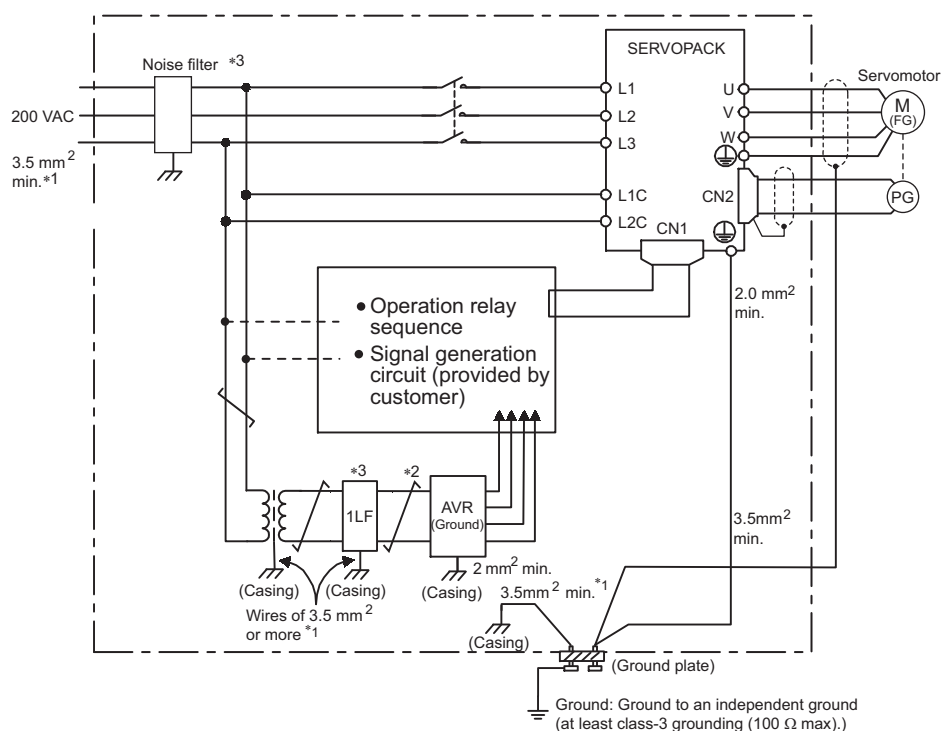 SERVOPACK
Noise filter *3
Servomotor
L1
U
M
(FG)
200 VAC
L2
V
L3
W
3.5 mm2
min.*1
L1C
CN2
PG
L2C
CN1
2.0 mm2
min.
• Operation relay
sequence
• Signal generation
circuit (provided by
customer)
*3
*2
1LF
AVR
(Ground)
3.5mm2
min.
2 mm2 min.
(Casing)
(Casing)
(Casing)
3.5mm2 min.*1
Wires of 3.5 mm2
or more *1
(Casing)
(Ground plate)
Ground: Ground to an independent ground
(at least class-3 grounding (100 Ω max).)